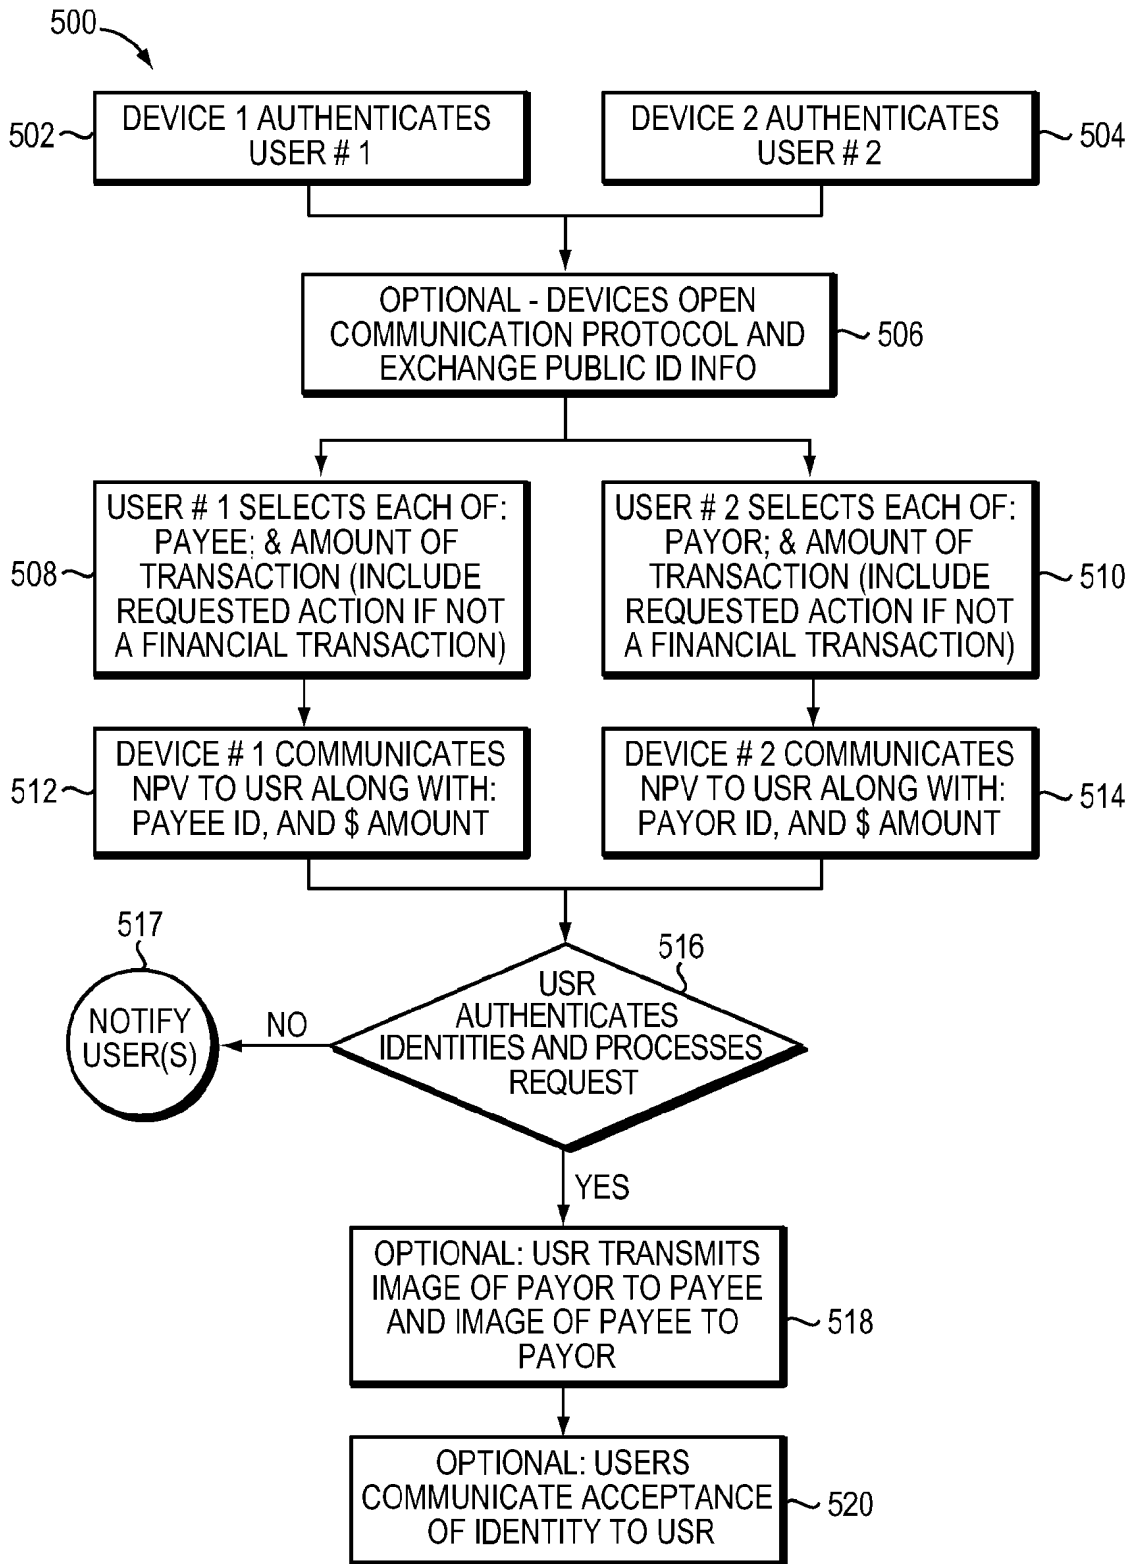 500
502
DEVICE 1 AUTHENTICATES
USER # 1
DEVICE 2 AUTHENTICATES
USER # 2
504
OPTIONAL - DEVICES OPEN
COMMUNICATION PROTOCOL AND
EXCHANGE PUBLIC ID INFO
506
508
USER # 1 SELECTS EACH OF:
PAYEE; & AMOUNT OF
TRANSACTION (INCLUDE
REQUESTED ACTION IF NOT
A FINANCIAL TRANSACTION)
USER # 2 SELECTS EACH OF:
PAYOR; & AMOUNT OF
TRANSACTION (INCLUDE
REQUESTED ACTION IF NOT
A FINANCIAL TRANSACTION)
510
512
DEVICE # 1 COMMUNICATES
NPV TO USR ALONG WITH:
PAYEE ID, AND $ AMOUNT
DEVICE # 2 COMMUNICATES
NPV TO USR ALONG WITH:
PAYOR ID, AND $ AMOUNT
514
517
NOTIFY
USER(S)
NO
516
USR
AUTHENTICATES
IDENTITIES AND PROCESSES
REQUEST
YES
OPTIONAL: USR TRANSMITS
IMAGE OF PAYOR TO PAYEE
AND IMAGE OF PAYEE TO
PAYOR
518
OPTIONAL: USERS
COMMUNICATE ACCEPTANCE
OF IDENTITY TO USR
520